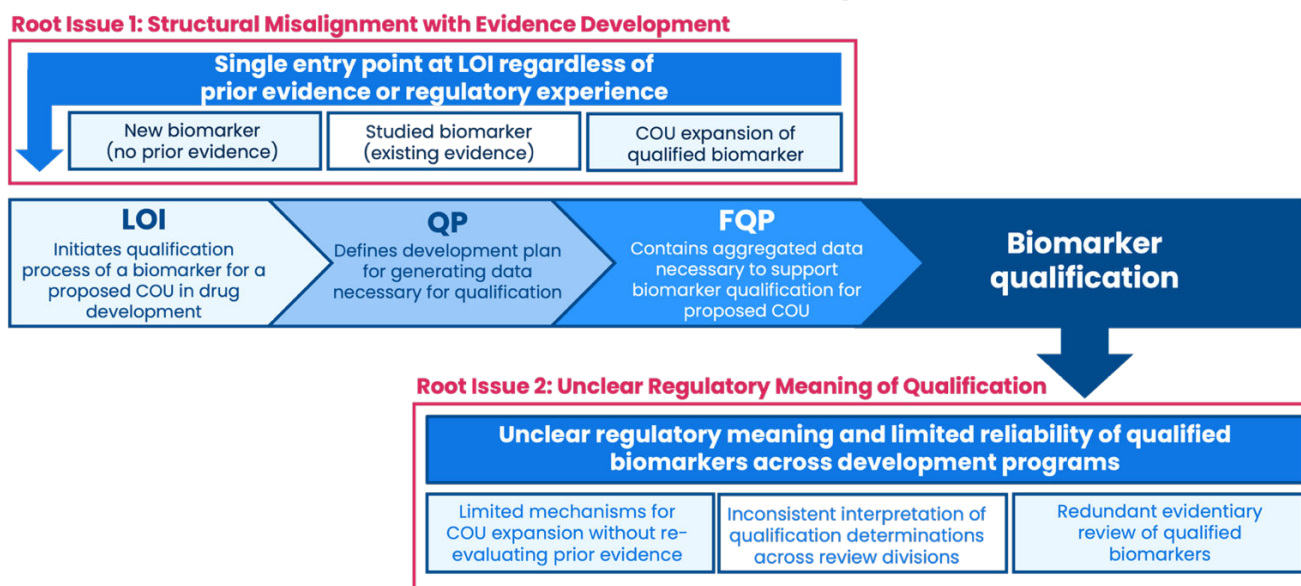 Root Issue 1: Structural Misalignment with Evidence Development
Single entry point at LOI regardless of
prior evidence or regulatory experience
New biomarker
(no prior evidence)
Studied biomarker
(existing evidence)
COU expansion of
qualified biomarker
LOI
Initiates qualification
process of a biomarker for a
proposed COU in drug
development
QP
Defines development plan
for generating data
necessary for qualification
FQP
Contains aggregated data
necessary to support
biomarker qualification for
proposed COU
Biomarker
qualification
Root Issue 2: Unclear Regulatory Meaning of Qualification
Unclear regulatory meaning and limited reliability of qualified
biomarkers across development programs
Limited mechanisms for
COU expansion without re-
evaluating prior evidence
Inconsistent interpretation of
qualification determinations
across review divisions
Redundant evidentiary
review of qualified
biomarkers